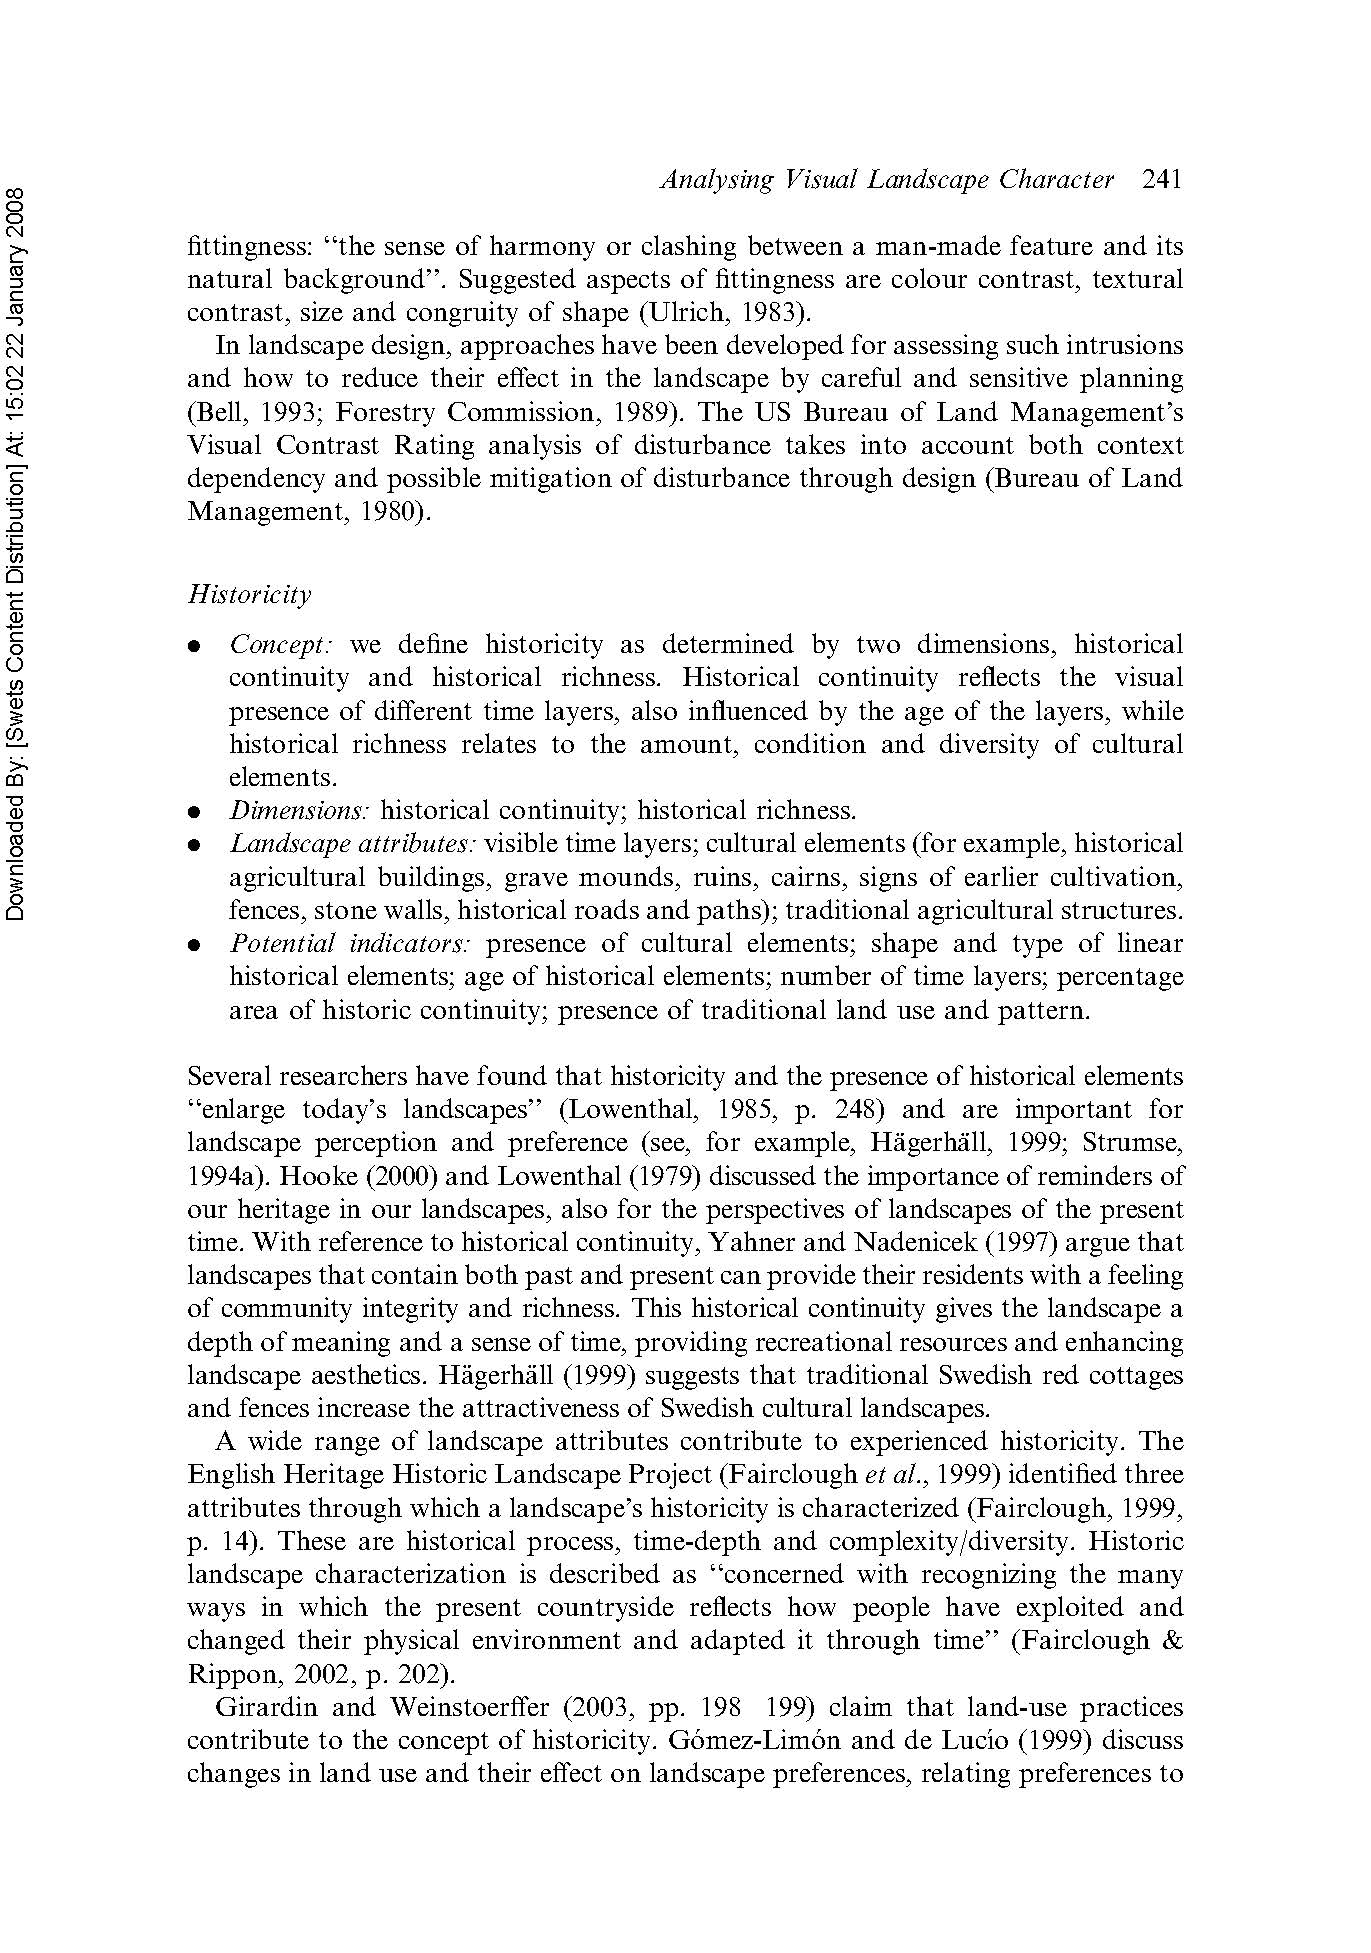 Analysing Visual Landscape Character 241
fittingness: ‘‘the sense of harmony or clashing between a man-made feature and its
natural background’’. Suggested aspects of fittingness are colour contrast, textural
contrast, size and congruity of shape (Ulrich, 1983).
In landscape design, approaches have been developed for assessing such intrusions
and how to reduce their effect in the landscape by careful and sensitive planning
(Bell, 1993; Forestry Commission, 1989). The US Bureau of Land Management’s
Visual Contrast Rating analysis of disturbance takes into account both context
dependency and possible mitigation of disturbance through design (Bureau of Land
Management, 1980).
Historicity
• Concept: we define historicity as determined by two dimensions, historical
continuity and historical richness. Historical continuity reflects the visual
presence of different time layers, also influenced by the age of the layers, while
historical richness relates to the amount, condition and diversity of cultural
elements.
• Dimensions: historical continuity; historical richness.
• Landscape attributes: visible time layers; cultural elements (for example, historical
agricultural buildings, grave mounds, ruins, cairns, signs of earlier cultivation,
fences, stone walls, historical roads and paths); traditional agricultural structures.
• Potential indicators: presence of cultural elements; shape and type of linear
historical elements; age of historical elements; number of time layers; percentage
area of historic continuity; presence of traditional land use and pattern.
Several researchers have found that historicity and the presence of historical elements
‘‘enlarge today’s landscapes’’ (Lowenthal, 1985, p. 248) and are important for
landscape perception and preference (see, for example, Hägerhäll, 1999; Strumse,
1994a). Hooke (2000) and Lowenthal (1979) discussed the importance of reminders of
our heritage in our landscapes, also for the perspectives of landscapes of the present
time. With reference to historical continuity, Yahner and Nadenicek (1997) argue that
landscapes that contain both past and present can provide their residents with a feeling
of community integrity and richness. This historical continuity gives the landscape a
depth of meaning and a sense of time, providing recreational resources and enhancing
landscape aesthetics. Hägerhäll (1999) suggests that traditional Swedish red cottages
and fences increase the attractiveness of Swedish cultural landscapes.
A wide range of landscape attributes contribute to experienced historicity. The
English Heritage Historic Landscape Project (Fairclough et al., 1999) identified three
attributes through which a landscape’s historicity is characterized (Fairclough, 1999,
p. 14). These are historical process, time-depth and complexity/diversity. Historic
landscape characterization is described as ‘‘concerned with recognizing the many
ways in which the present countryside reflects how people have exploited and
changed their physical environment and adapted it through time’’ (Fairclough &
Rippon, 2002, p. 202).
Girardin and Weinstoerffer (2003, pp. 198 199) claim that land-use practices
contribute to the concept of historicity. Gómez-Limón and de Lucío (1999) discuss
changes in land use and their effect on landscape preferences, relating preferences to
Downloaded By: [Swets Content Distribution] At: 15:02 22 January 2008